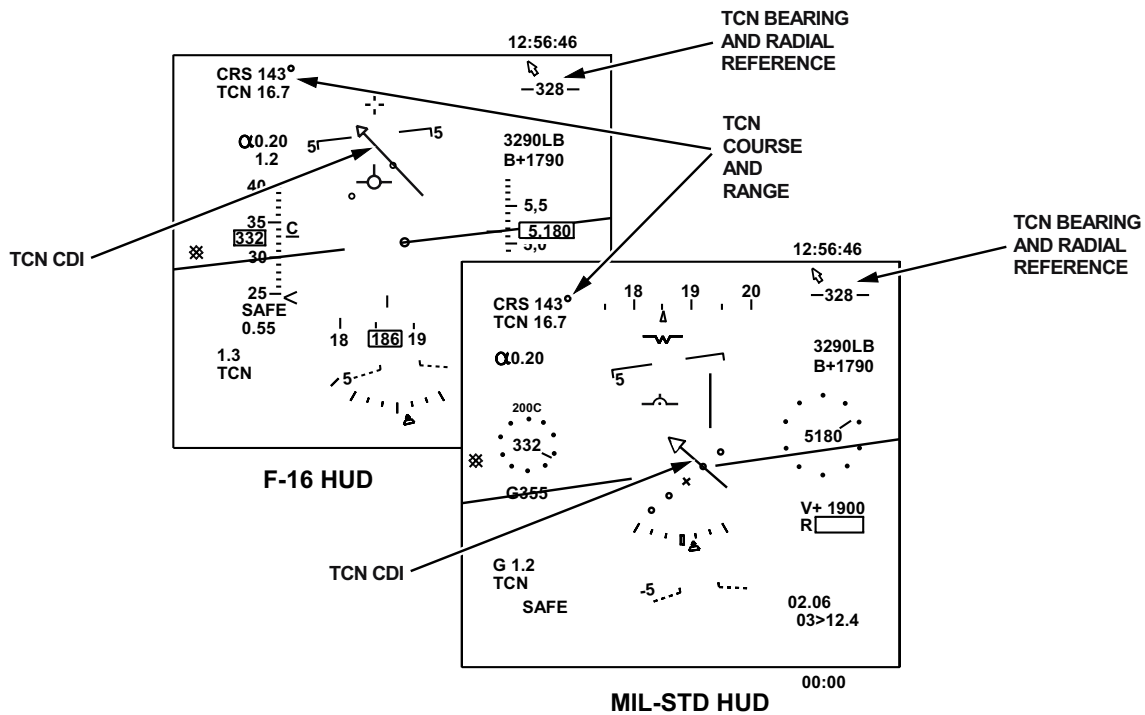 TCN BEARING
AND RADIAL
REFERENCE
12:56:46
CRS 143°
TCN 16.7
328
TCN
COURSE
AND
RANGE
5
5
α0.20
1.2
3290LB
B+1790
40
35
C
332
30
25
<
SAFE
0.55
5,5
5,180
5,0
TCN CDI
18 186 19
1.3
TCN
5
F-16 HUD
TCN BEARING
AND RADIAL
REFERENCE
12:56:46
CRS 143°
TCN 16.7
18 19 20
328
α0.20
5
3290LB
B+1790
200C
332
5180
G355
V+ 1900
R
TCN CDI
G 1.2
TCN
SAFE
-5
02.06
03>12.4
00:00
MIL-STD HUD